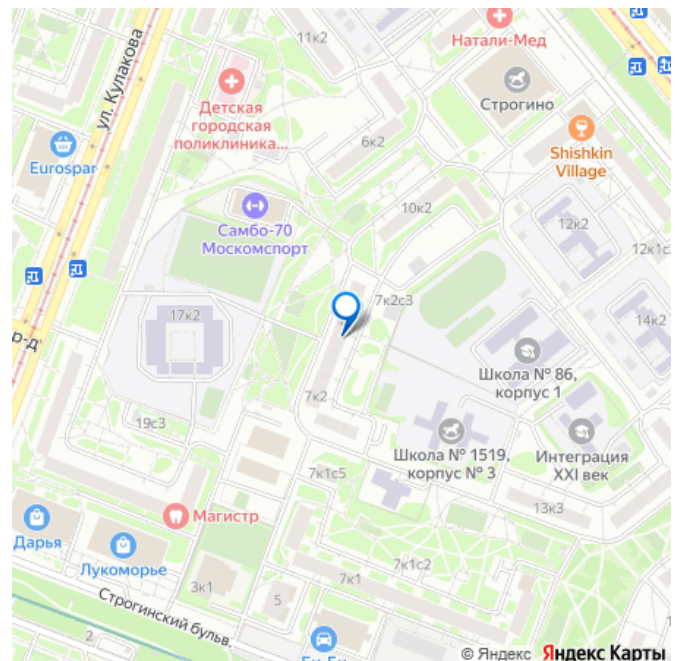 11к2
Натали-Мед
ул. Кулакова
Детская
городская
поликлиника...
Строгино
Eurospar
6к2
Shishkin
Village
10к2
Самбо-70
Москомспорт
12к2
12к1с
7к2с3
17к2
14к2
Школа № 86,
корпус 1
р-д
7к2
19с3
Школа № 1519,
корпус № 3
Интеграция
XXI век
7к1с5
13к3
Магистр
Дарья
Лукоморье
7к1с2
7к1
3к1
Строгинский бульв.
5
2
© Яндекс Яндекс Карты